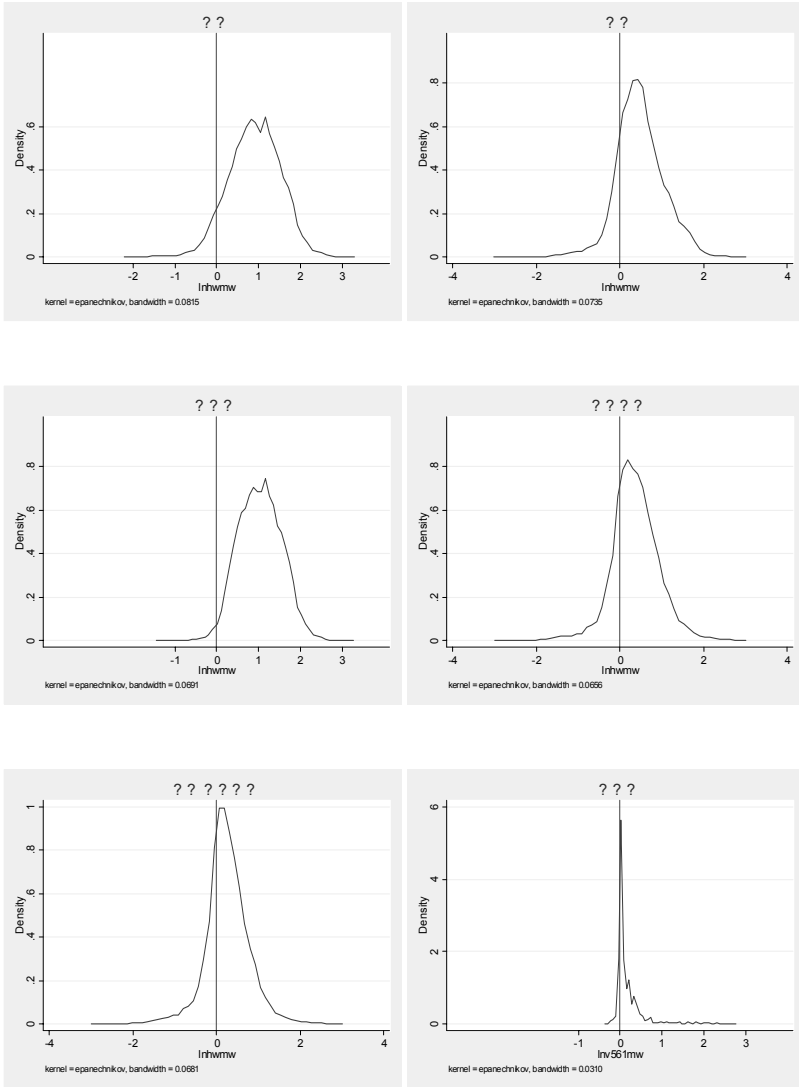 ? ?
Density
0 .2 .4 .6
-2 -1 0 1 2 3
lnhwmw
kernel = epanechnikov, bandwidth = 0.0815
? ?
Density
0 .2 .4 .6 .8
-4 -2 0 2 4
lnhwmw
kernel = epanechnikov, bandwidth = 0.0735
? ? ?
Density
0 .2 .4 .6 .8
-1 0 1 2 3
lnhwmw
kernel = epanechnikov, bandwidth = 0.0691
? ? ? ?
Density
0 .2 .4 .6 .8
-4 -2 0 2 4
lnhwmw
kernel = epanechnikov, bandwidth = 0.0656
? ? ? ? ? ?
Density
0 .2 .4 .6 .8 1
-4 -2 0 2 4
lnhwmw
kernel = epanechnikov, bandwidth = 0.0681
? ? ?
Density
0 2 4 6
-1 0 1 2 3
lnv561mw
kernel = epanechnikov, bandwidth = 0.0310